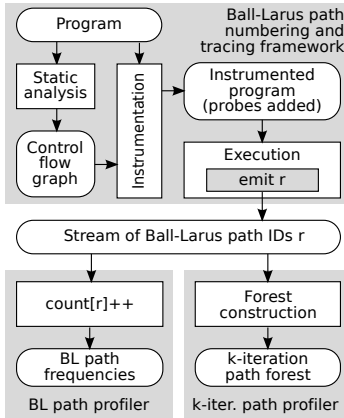 Program
Ball-Larus path
numbering and
tracing framework
Static
analysis
Control
flow
graph
Instrumentation
Instrumented
program
(probes added)
Execution
emit r
Stream of Ball-Larus path IDs r
count[r]++
BL path
frequencies
BL path profiler
Forest
construction
k-iteration
path forest
k-iter. path profiler